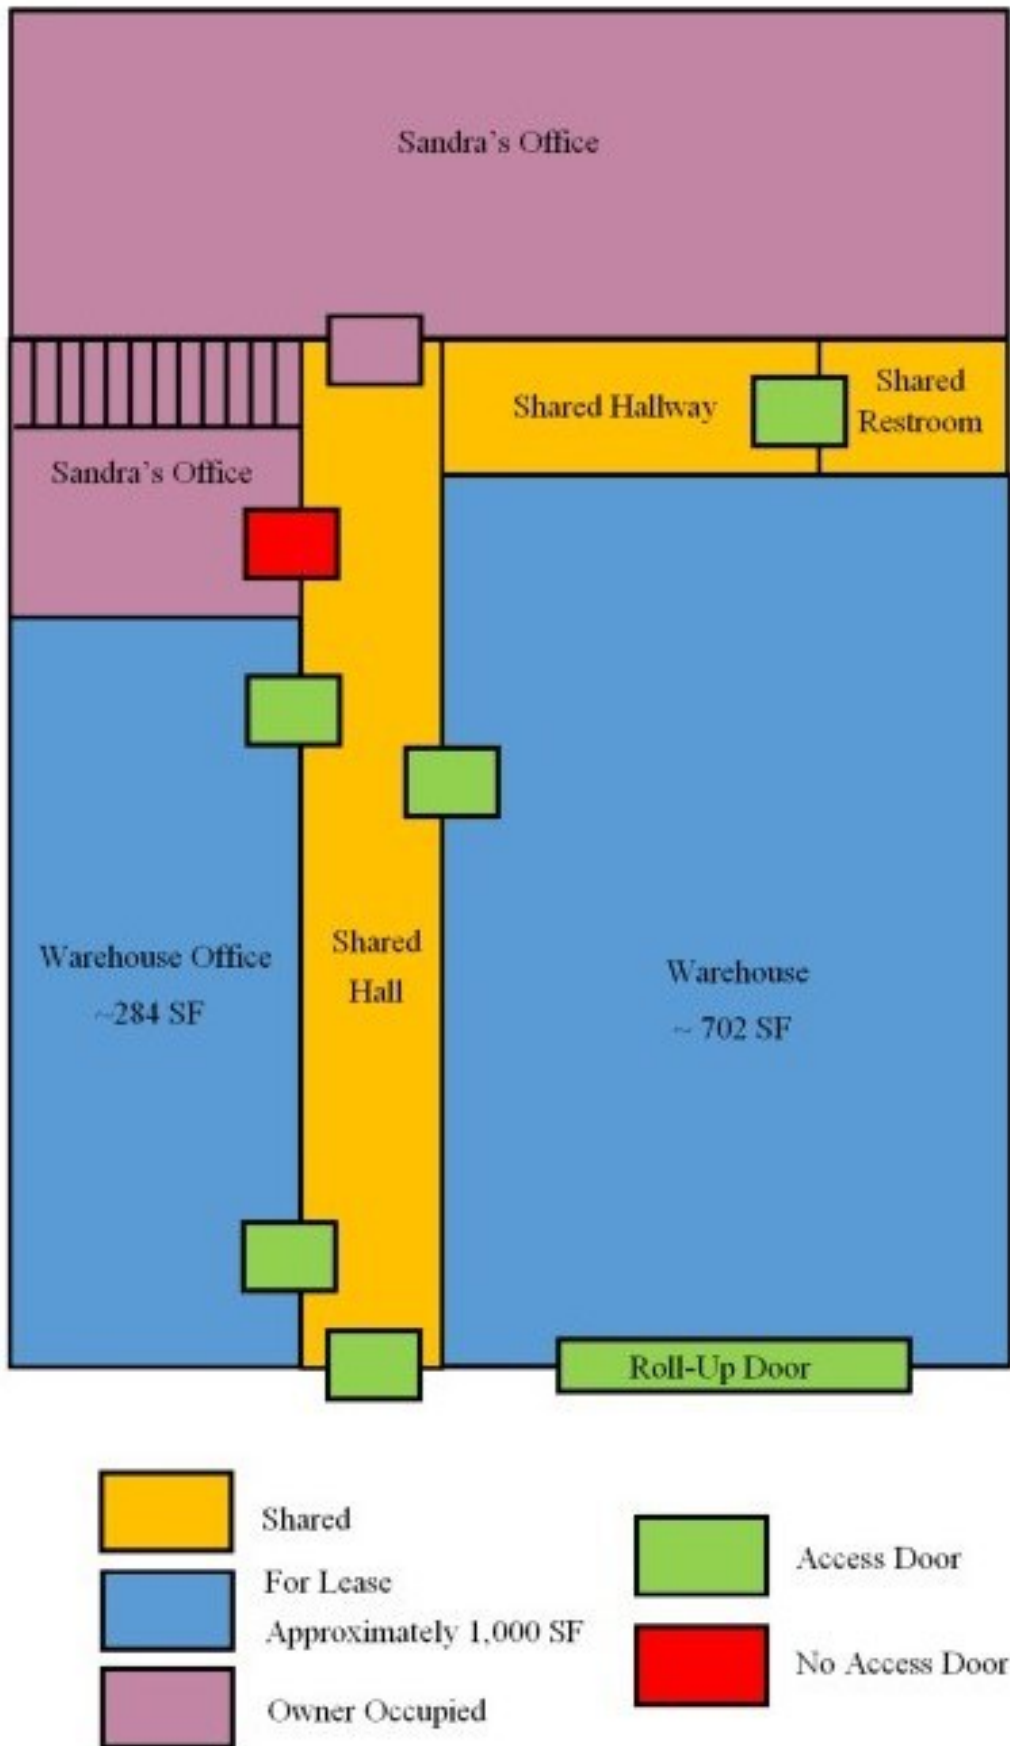 Sandra’s Office
Shared Hallway
Shared
Restroom
Sandra’s Office
Warehouse Office
~284 SF
Shared
Hall
Warehouse
~ 702 SF
Roll-Up Door
Shared
For Lease
Approximately 1,000 SF
Owner Occupied
Access Door
No Access Door